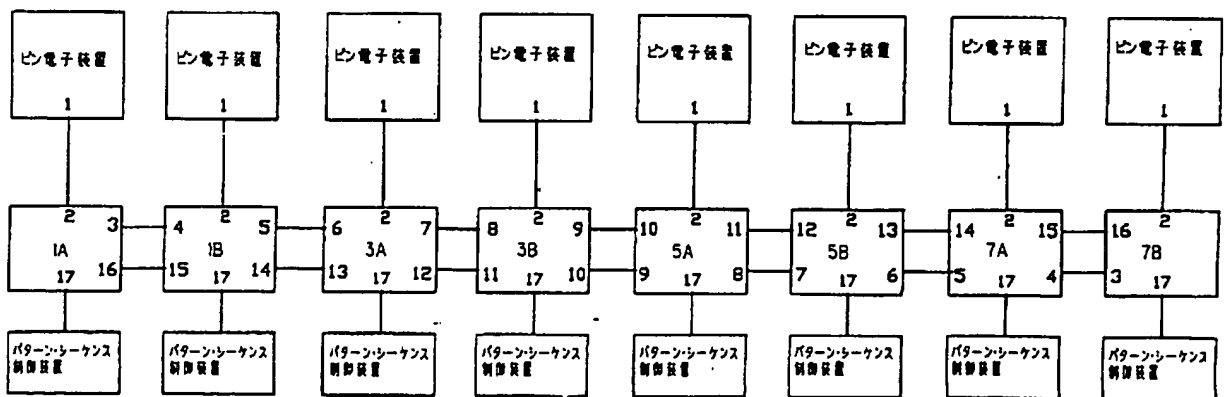 ピン電子装置 ピン電子装置 ピン電子装置 ピン電子装置 ピン電子装置 ピン電子装置 ピン電子装置 ピン電子装置
1 1 1 1 1 1 1 1
2 2 2 2 2 2 2 2
3 4 5 6 7 8 9 10 11 12 13 14 15 16
1A 1B 3A 3B 5A 5B 7A 7B
16 15 14 13 12 11 10 9 8 7 6 5 4 3
17 17 17 17 17 17 17 17
パターン・シーケンス パターン・シーケンス パターン・シーケンス パターン・シーケンス パターン・シーケンス パターン・シーケンス パターン・シーケンス パターン・シーケンス
制御装置 制御装置 制御装置 制御装置 制御装置 制御装置 制御装置 制御装置